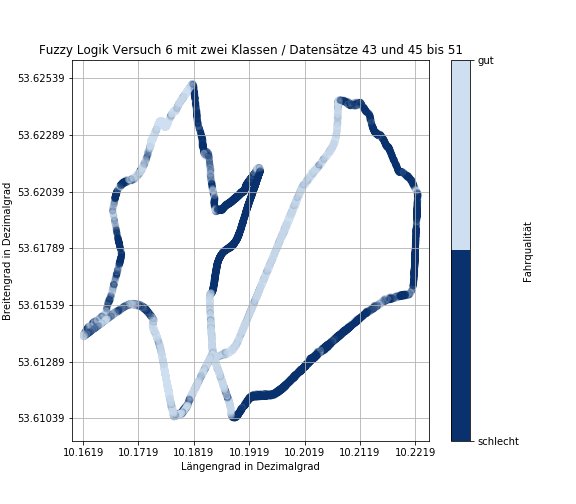 Fuzzy Logik Versuch 6 mit zwei Klassen / Datensätze 43 und 45 bis 51
53.62539
53.62289
53.62039
53.61789
53.61539
53.61289
53.61039
Breitengrad in Dezimalgrad
10.1619
10.1719
10.1819
10.1919
10.2019
10.2119
10.2219
Längengrad in Dezimalgrad
gut
schlecht
Fahrqualität